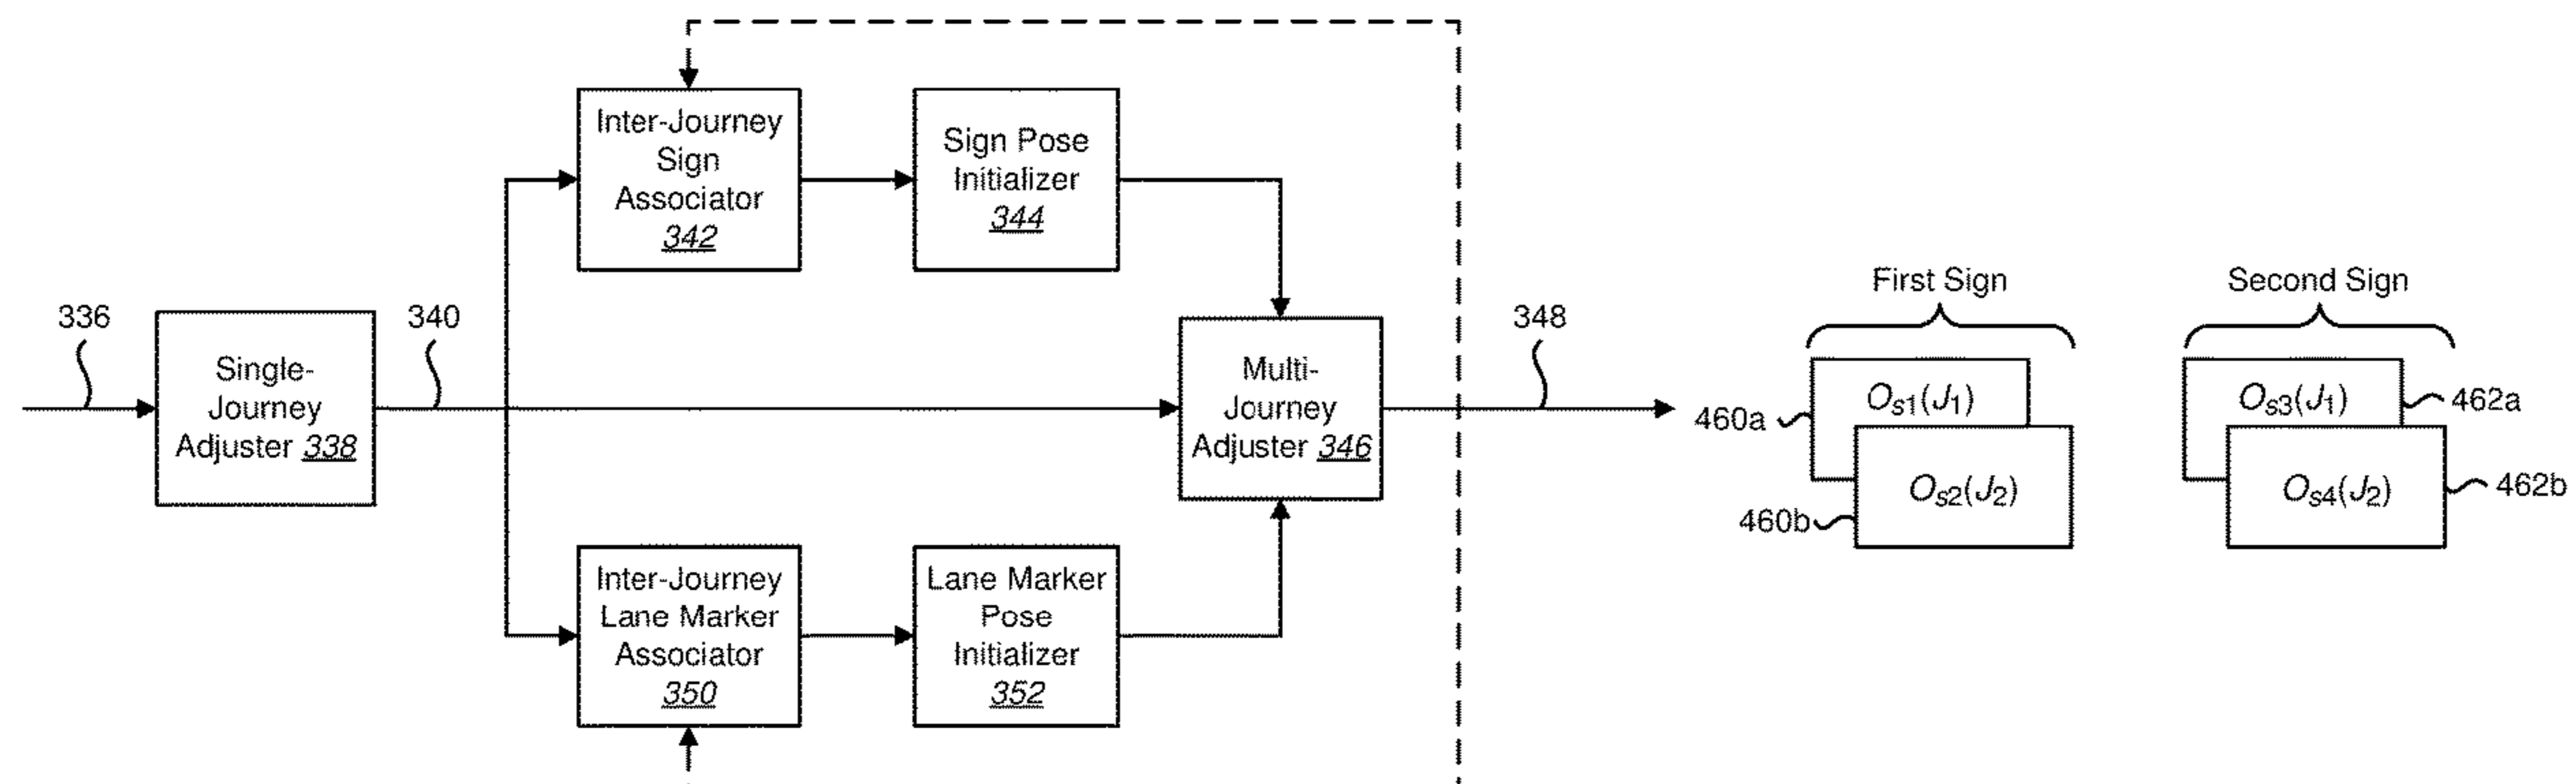 Inter-Journey
Sign
Associator
342
Sign Pose
Initializer
344
336
Single-
Journey
Adjuster 338
340
Multi-
Journey
Adjuster 346
348
Inter-Journey
Lane Marker
Associator
350
Lane Marker
Pose
Initializer
352
First Sign
Second Sign
460a
Os1(J1)
Os3(J1)
462a
460b
Os2(J2)
Os4(J2)
462b